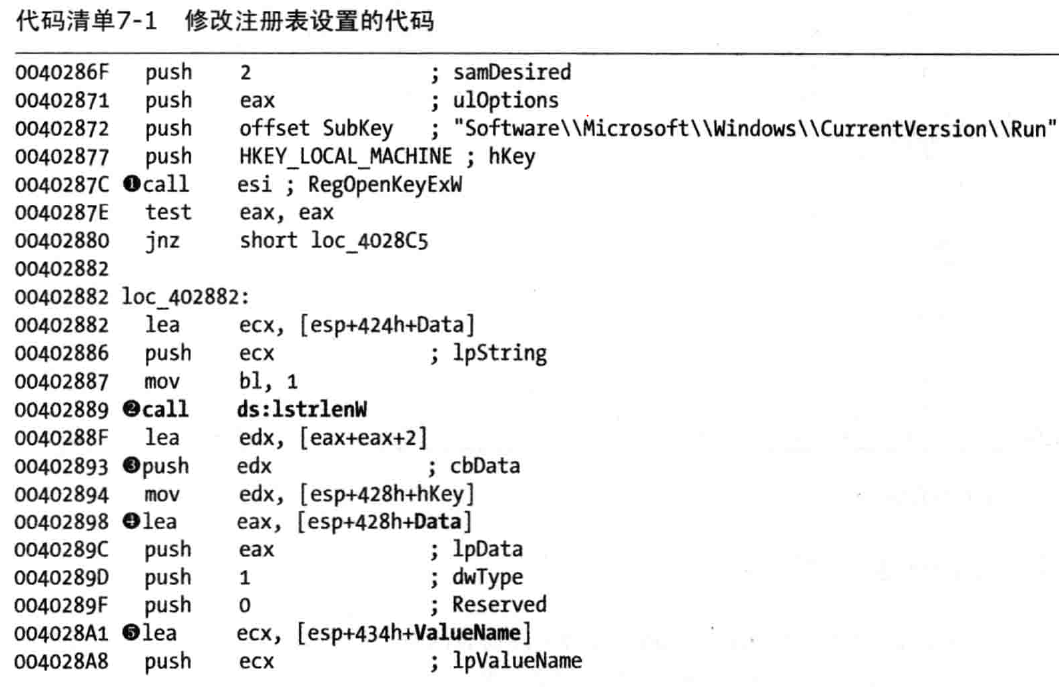 代码清单7-1 修改注册表设置的代码
0040286F push 2 ; samDesired
00402871 push eax ; ulOptions
00402872 push offset SubKey ; "Software\\Microsoft\\Windows\\CurrentVersion\\Run"
00402877 push HKEY_LOCAL_MACHINE ; hKey
0040287C ❶call esi ; RegOpenKeyExW
0040287E test eax, eax
00402880 jnz short loc_4028C5
00402882
00402882 loc_402882:
00402882 lea ecx, [esp+424h+Data]
00402886 push ecx ; lpString
00402887 mov bl, 1
00402889 ❷call ds:lstrlenW
0040288F lea edx, [eax+eax+2]
00402893 ❸push edx ; cbData
00402894 mov edx, [esp+428h+hKey]
00402898 ❹lea eax, [esp+428h+Data]
0040289C push eax ; lpData
0040289D push 1 ; dwType
0040289F push 0 ; Reserved
004028A1 ❺lea ecx, [esp+434h+ValueName]
004028A8 push ecx ; lpValueName